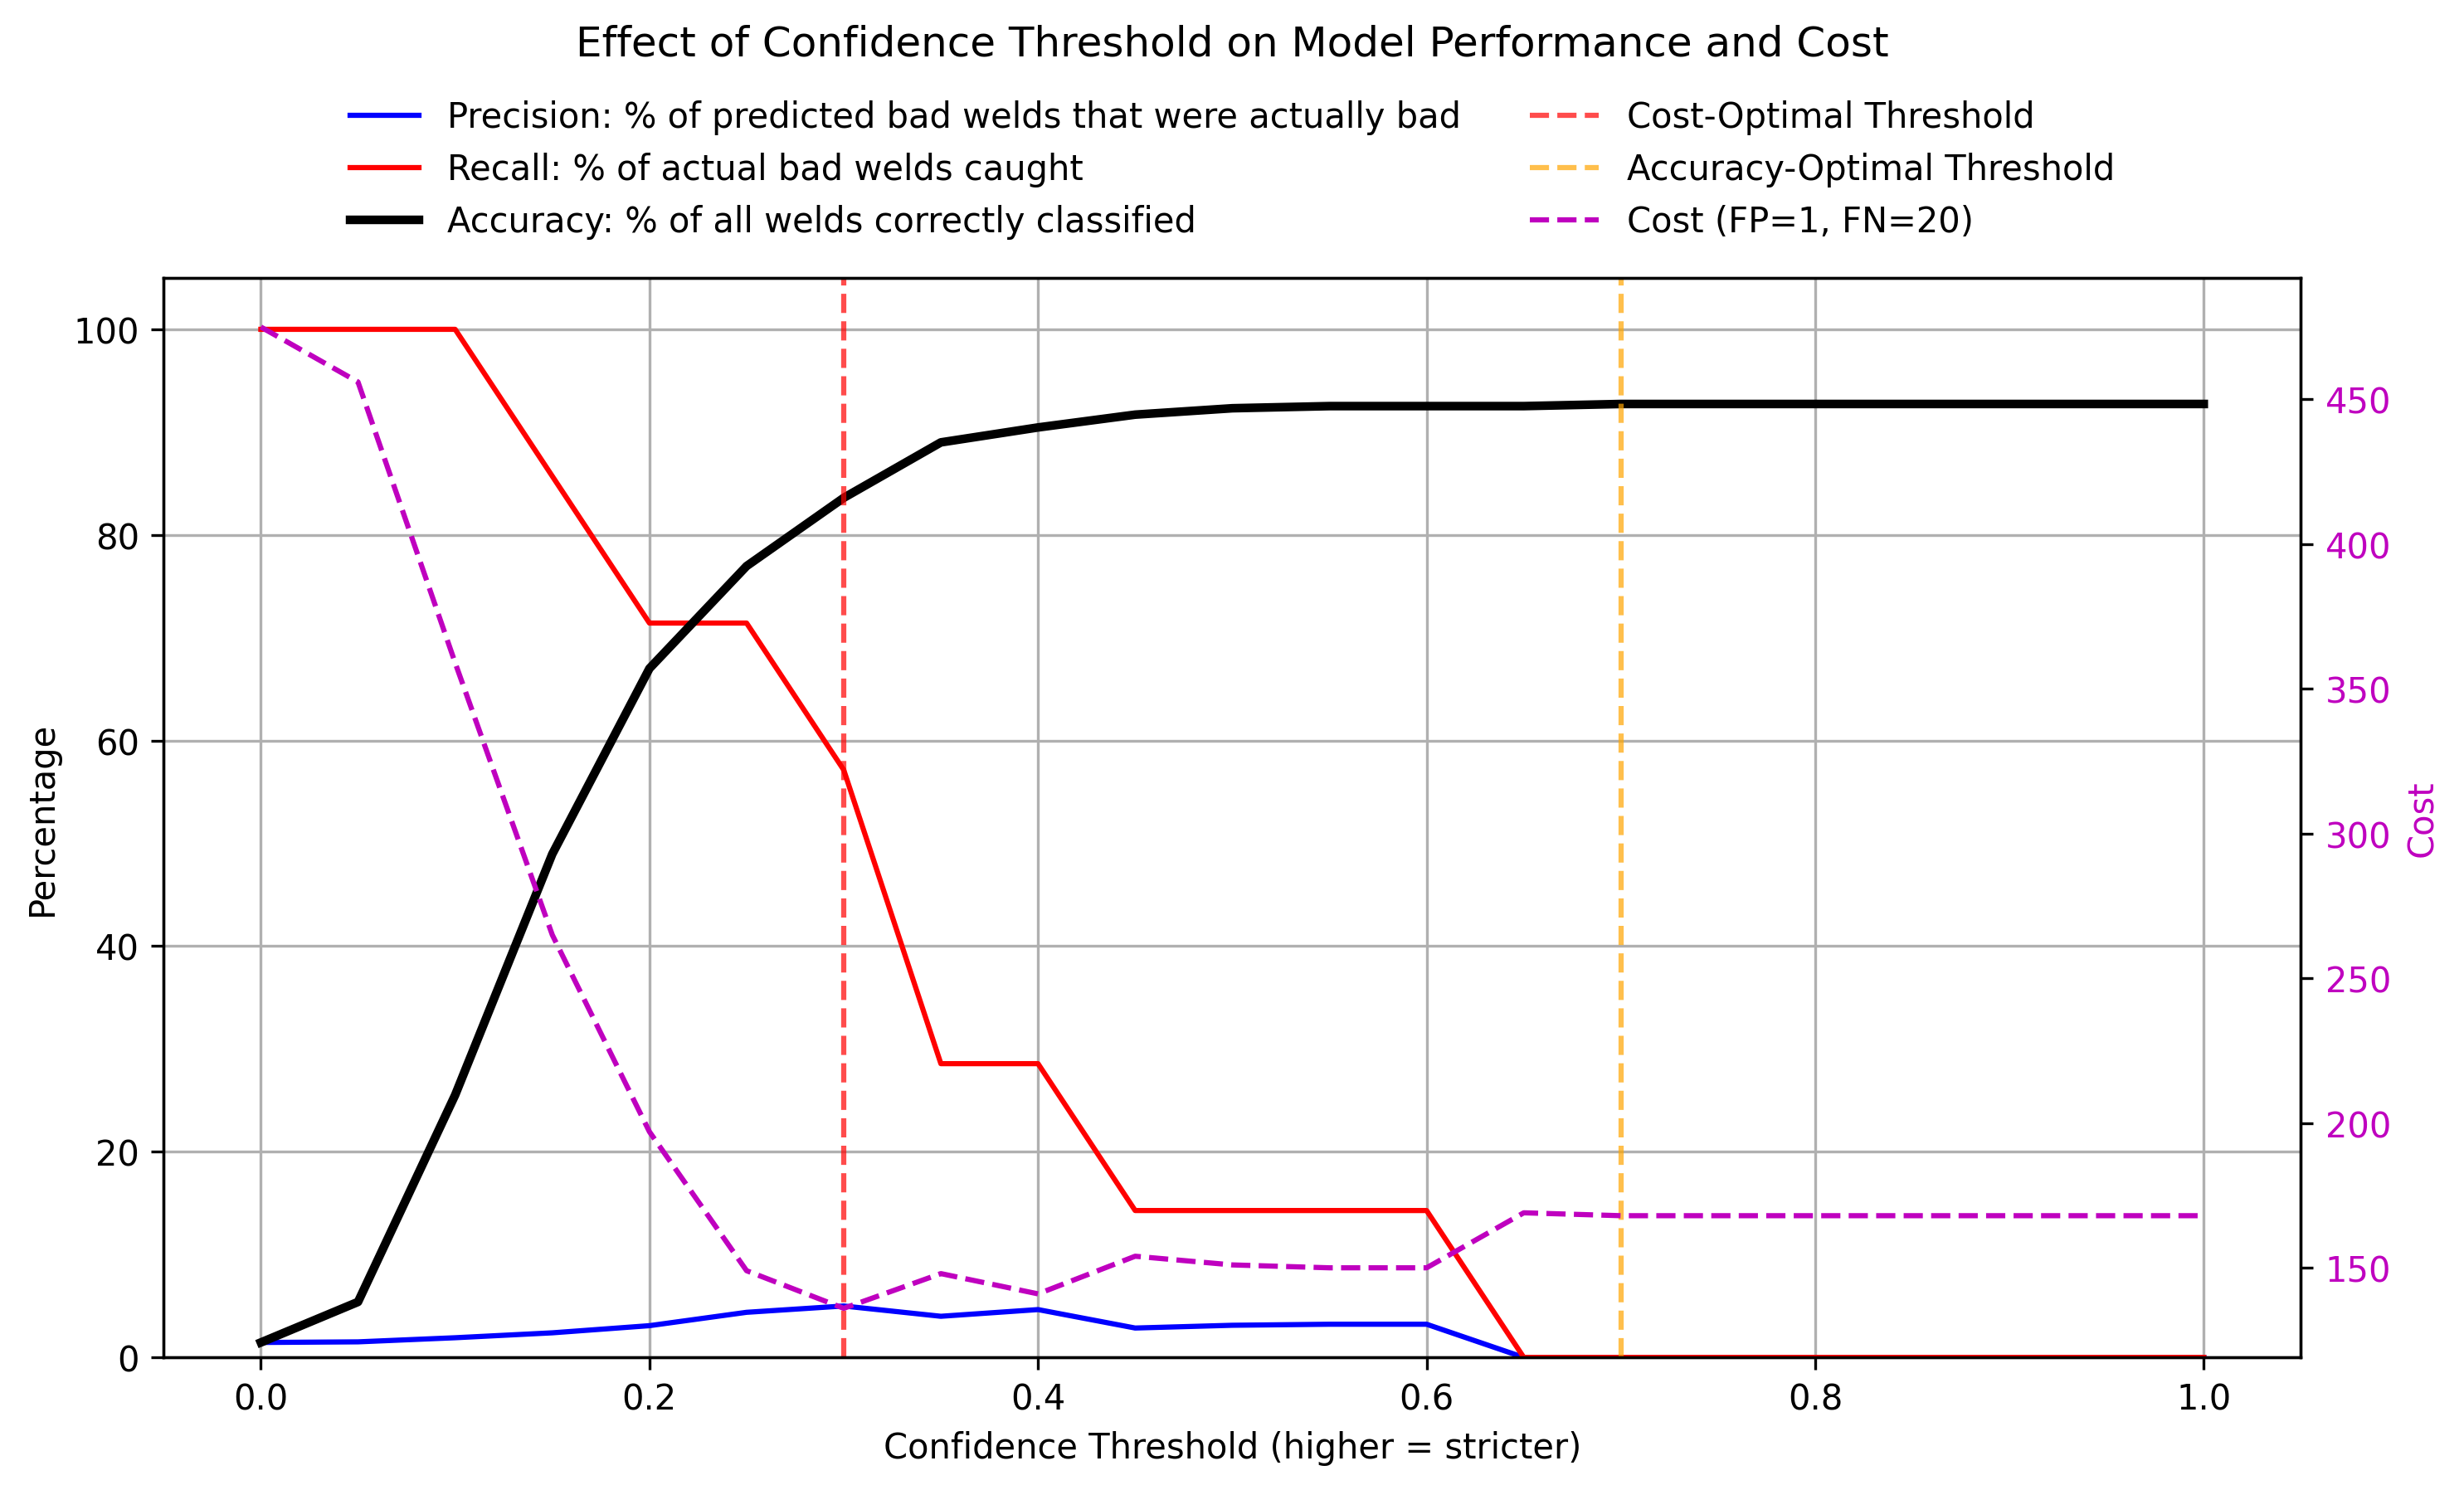 Effect of Confidence Threshold on Model Performance and Cost
Precision: % of predicted bad welds that were actually bad
Recall: % of actual bad welds caught
Accuracy: % of all welds correctly classified
Cost-Optimal Threshold
Accuracy-Optimal Threshold
Cost (FP=1, FN=20)
Percentage
100
80
60
40
20
0
0.0
0.2
0.4
0.6
0.8
1.0
Confidence Threshold (higher = stricter)
450
400
350
300
250
200
150
Cost